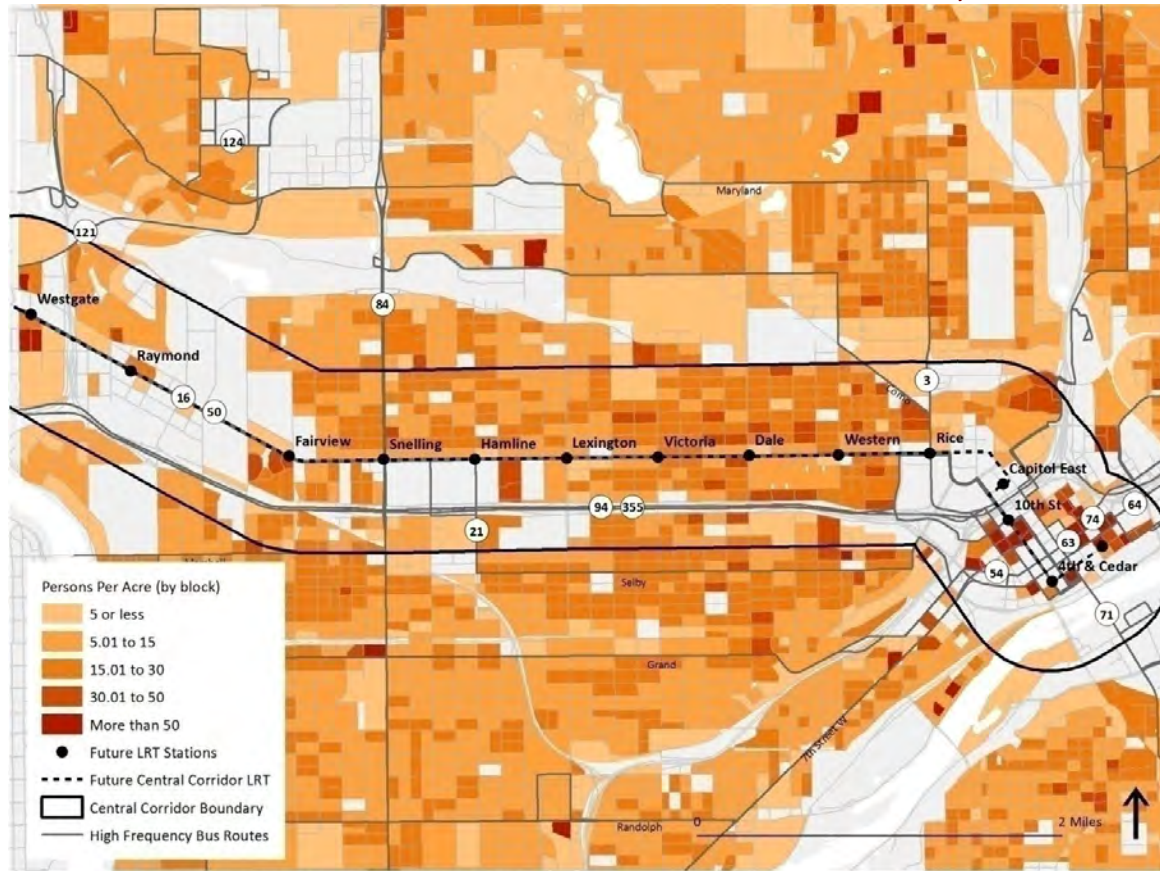 124
Maryland
121
Westgate
84
Raymond
3
16
50
Como
Fairview
Snelling
Hamline
Lexington
Victoria
Dale
Western
Rice
Capitol East
10th St
94
355
64
74
21
63
54
4th & Cedar
Selby
71
Grand
7th Street W
Randolph
0
2 Miles
Persons Per Acre (by block)
5 or less
5.01 to 15
15.01 to 30
30.01 to 50
More than 50
Future LRT Stations
Future Central Corridor LRT
Central Corridor Boundary
High Frequency Bus Routes